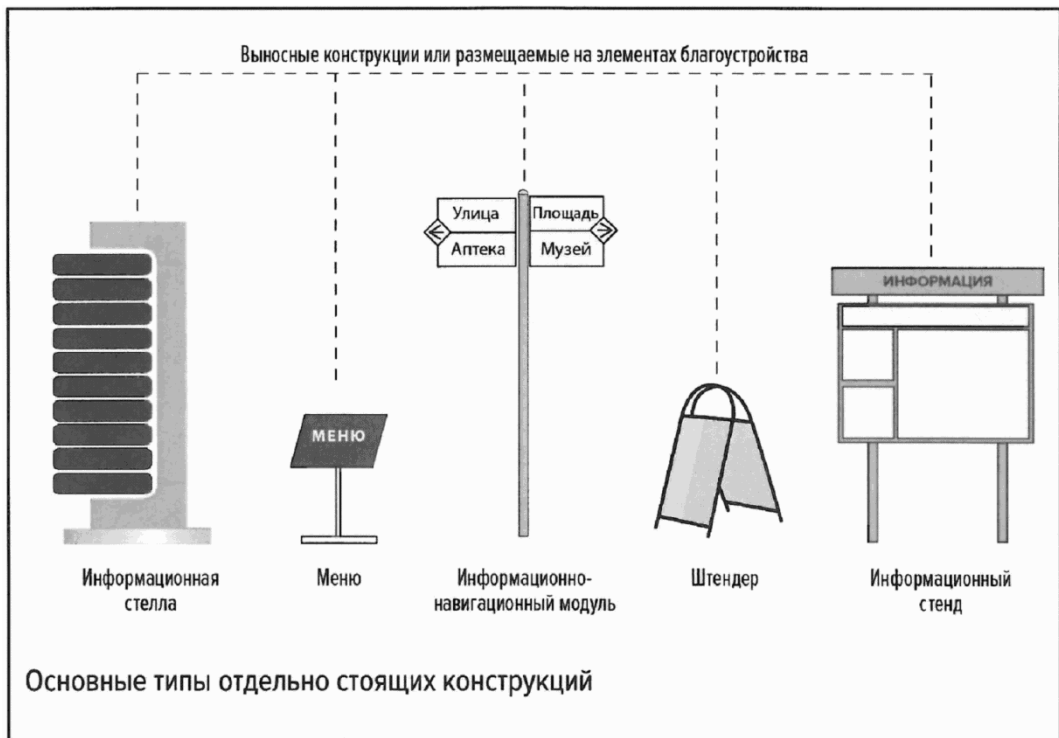 Выносные конструкции или размещаемые на элементах благоустройства
Улица
Площадь
Аптека
Музей
ИНФОРМАЦИЯ
МЕНЮ
Информационная
стелла
Меню
Информационно-
навигационный модуль
Штендер
Информационный
стенд
Основные типы отдельно стоящих конструкций